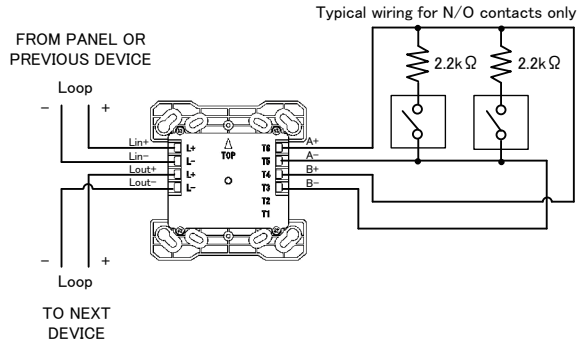 Typical wiring for N/O contacts only
FROM PANEL OR
PREVIOUS DEVICE
Loop
− +
2.2kΩ 2.2kΩ
Lin+ L+ T6 A+
Lin- L- TOP T5 A-
Lout+ L+ T4 B+
Lout- L- T3 B-
T2
T1
− +
Loop
TO NEXT
DEVICE